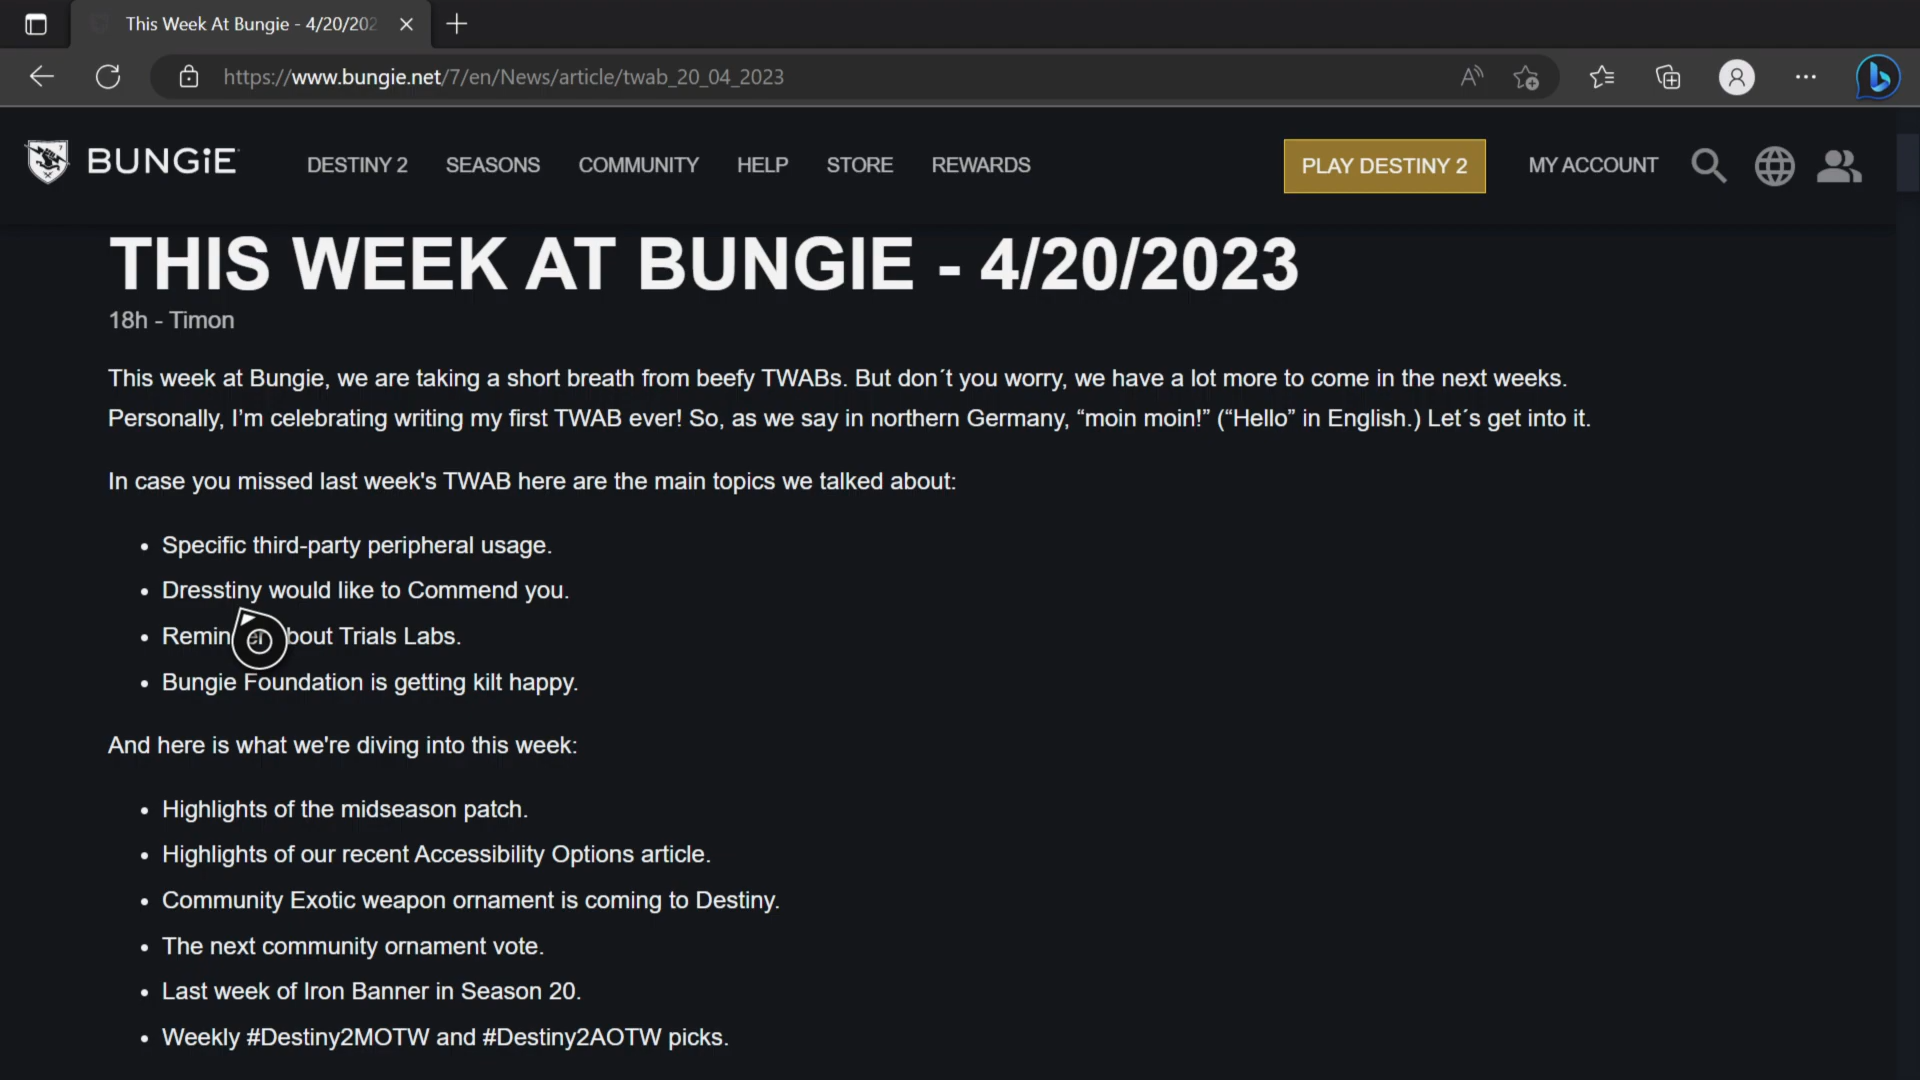 This Week At Bungie - 4/20/202
https://www.bungie.net/7/en/News/article/twab_20_04_2023
BUNGiE
DESTINY 2 SEASONS COMMUNITY HELP STORE REWARDS
PLAY DESTINY 2
MY ACCOUNT
THIS WEEK AT BUNGIE - 4/20/2023
18h - Timon
This week at Bungie, we are taking a short breath from beefy TWABs. But don´t you worry, we have a lot more to come in the next weeks.
Personally, I’m celebrating writing my first TWAB ever! So, as we say in northern Germany, “moin moin!” (“Hello” in English.) Let´s get into it.
In case you missed last week's TWAB here are the main topics we talked about:
• Specific third-party peripheral usage.
• Dresstiny would like to Commend you.
• Reminder about Trials Labs.
• Bungie Foundation is getting kilt happy.
And here is what we're diving into this week:
• Highlights of the midseason patch.
• Highlights of our recent Accessibility Options article.
• Community Exotic weapon ornament is coming to Destiny.
• The next community ornament vote.
• Last week of Iron Banner in Season 20.
• Weekly #Destiny2MOTW and #Destiny2AOTW picks.